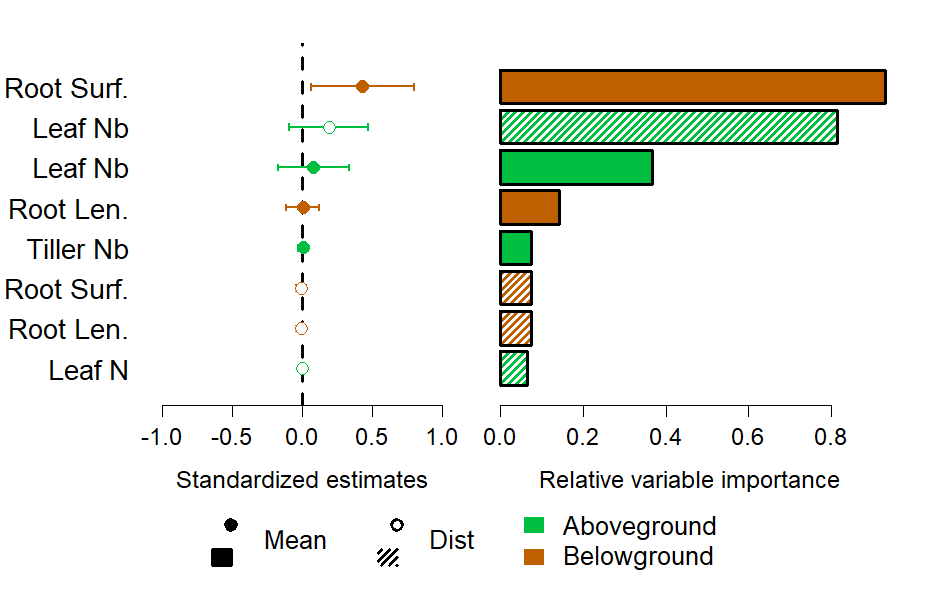 Root Surf.
Leaf Nb
Leaf Nb
Root Len.
Tiller Nb
Root Surf.
Root Len.
Leaf N
-1.0 -0.5 0.0 0.5 1.0 0.0 0.2 0.4 0.6 0.8
Standardized estimates Relative variable importance
Mean Dist Aboveground
Belowground